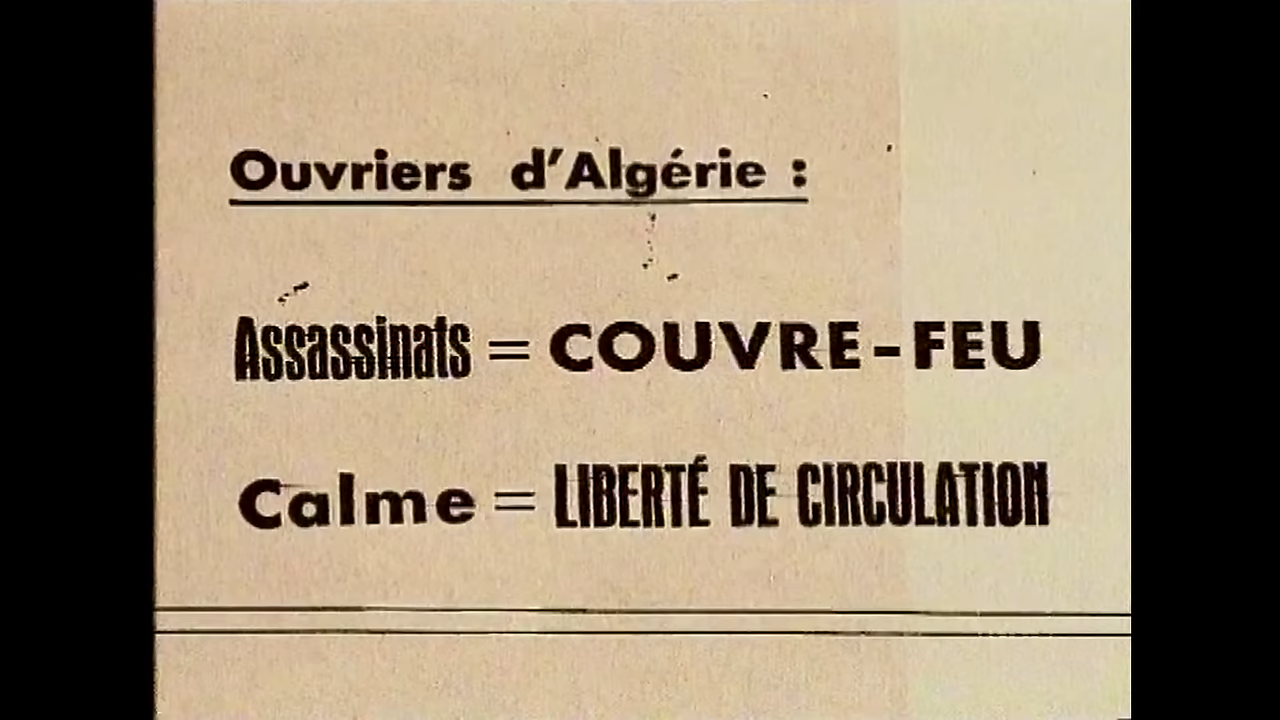 Ouvriers d'Algérie :
Assassinats = COUVRE-FEU
Calme = LIBERTÉ DE CIRCULATION